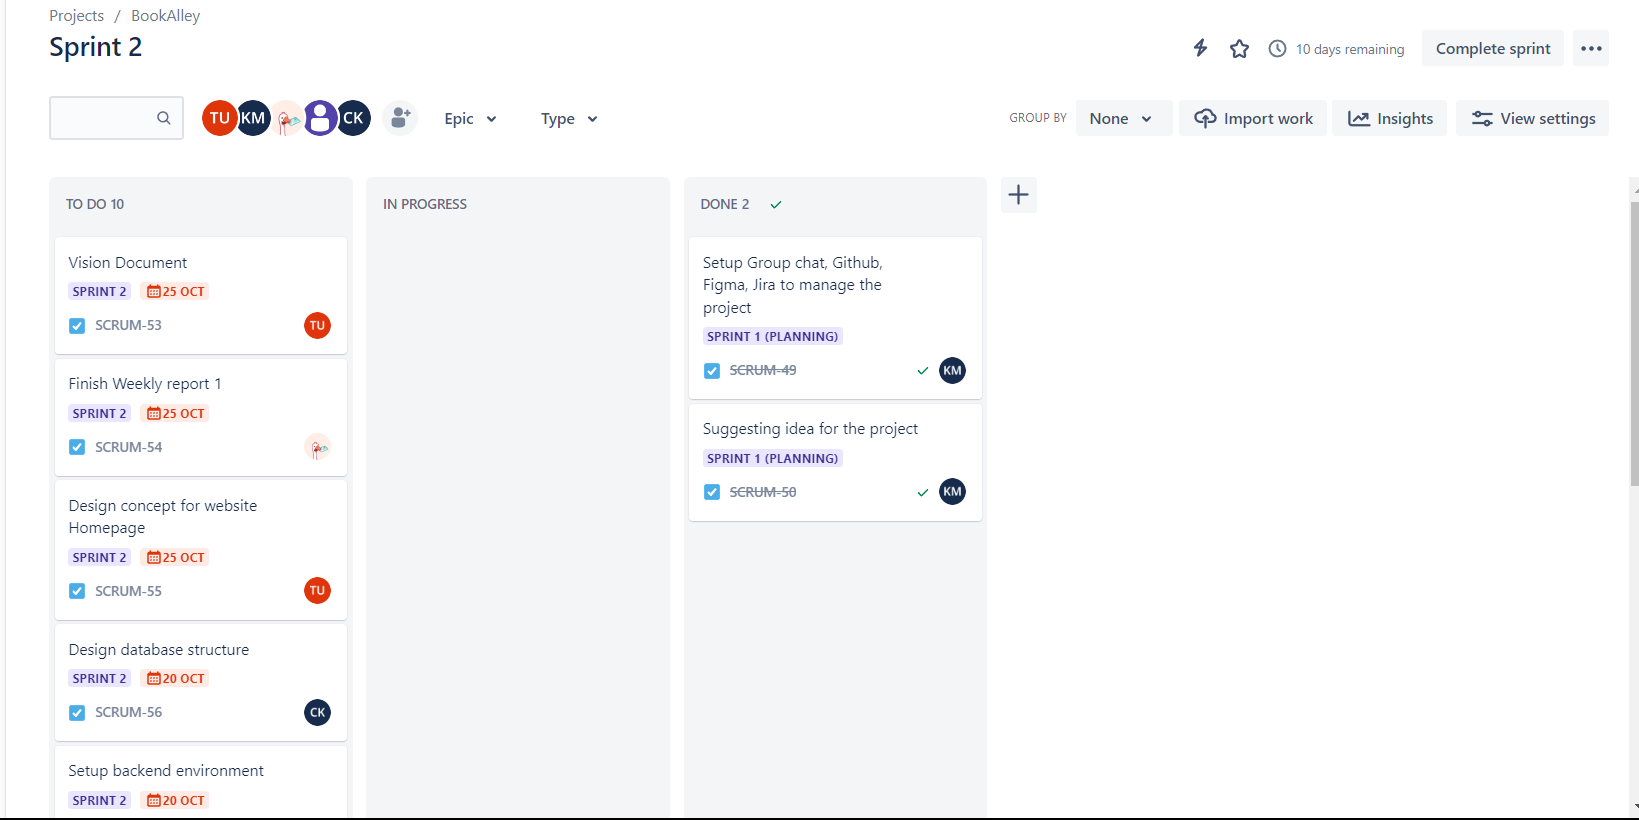 Projects / BookAlley
Sprint 2
10 days remaining
Complete sprint
TU KM CK
Epic
Type
GROUP BY
None
Import work
Insights
View settings
TO DO 10
Vision Document
SPRINT 2 25 OCT
SCRUM-53
TU
Finish Weekly report 1
SPRINT 2 25 OCT
SCRUM-54
Design concept for website
Homepage
SPRINT 2 25 OCT
SCRUM-55
TU
Design database structure
SPRINT 2 20 OCT
SCRUM-56
CK
Setup backend environment
SPRINT 2 20 OCT
IN PROGRESS
DONE 2
Setup Group chat, Github,
Figma, Jira to manage the
project
SPRINT 1 (PLANNING)
SCRUM-49
KM
Suggesting idea for the project
SPRINT 1 (PLANNING)
SCRUM-50
KM